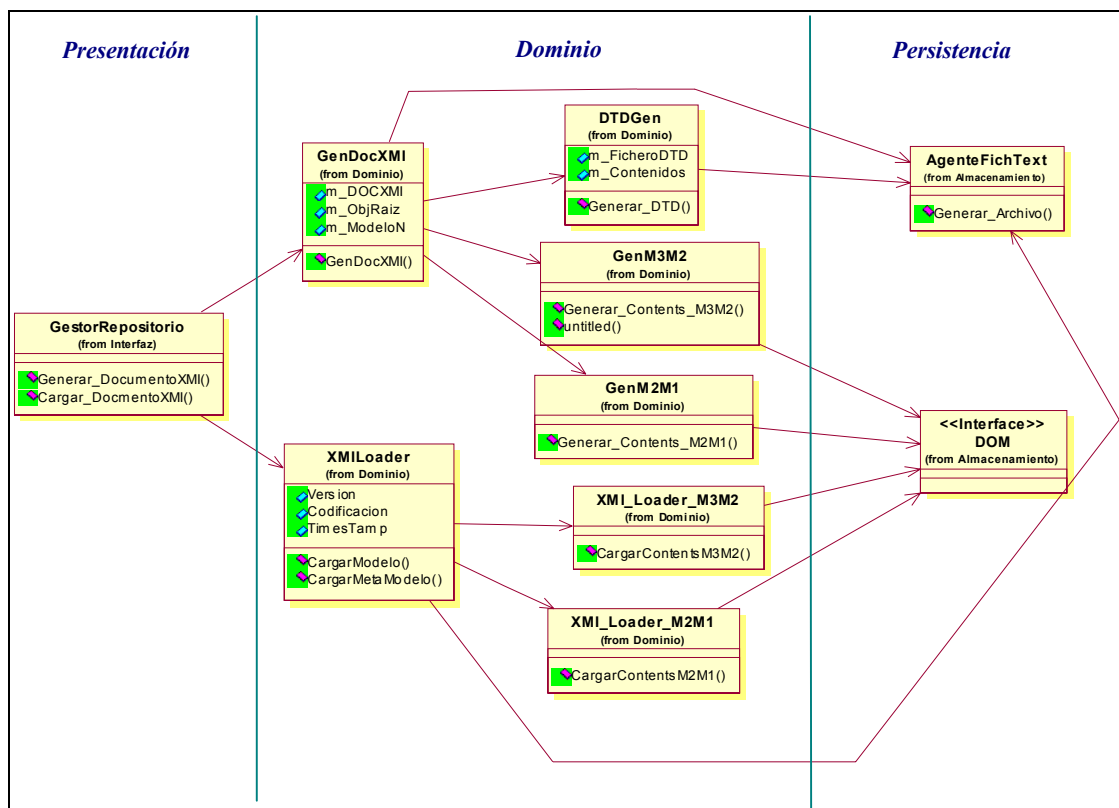 Presentación
Dominio
Persistencia
GenDocXMI
(from Dominio)
m_DOCXMI
m_ObjRaiz
m_ModeloN
GenDocXMI()
DTDGen
(from Dominio)
m_FicheroDTD
m_Contenidos
Generar_DTD()
AgenteFichText
(from Almacenamiento)
Generar_Archivo()
GenM3M2
(from Dominio)
Generar_Contents_M3M2()
untitled()
GestorRepositorio
(from Interfaz)
Generar_DocumentoXMI()
Cargar_DocmentoXMI()
GenM2M1
(from Dominio)
Generar_Contents_M2M1()
<<Interface>>
DOM
(from Almacenamiento)
XMILoader
(from Dominio)
Version
Codificacion
TimesTamp
CargarModelo()
CargarMetaModelo()
XMI_Loader_M3M2
(from Dominio)
CargarContentsM3M2()
XMI_Loader_M2M1
(from Dominio)
CargarContentsM2M1()